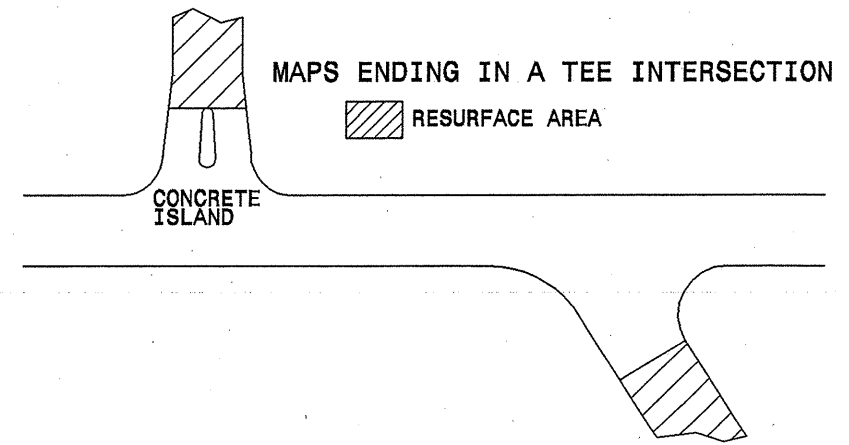 MAPS ENDING IN A TEE INTERSECTION
RESURFACE AREA
CONCRETE
ISLAND